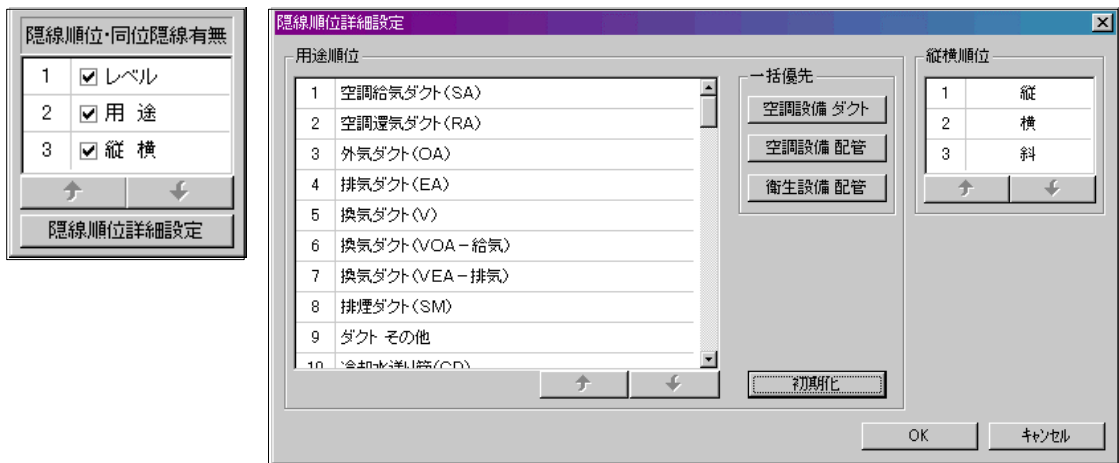 隠線順位・同位隠線有無
1 レベル
2 用 途
3 縦 横
隠線順位詳細設定
隠線順位詳細設定
用途順位
1 空調給気ダクト(SA)
2 空調還気ダクト(RA)
3 外気ダクト(OA)
4 排気ダクト(EA)
5 換気ダクト(V)
6 換気ダクト(VOA-給気)
7 換気ダクト(VEA-排気)
8 排煙ダクト(SM)
9 ダクト その他
10 冷却水送り管(CD)
一括優先
空調設備 ダクト
空調設備 配管
衛生設備 配管
初期化
縦横順位
1 縦
2 横
3 斜
OK
キャンセル